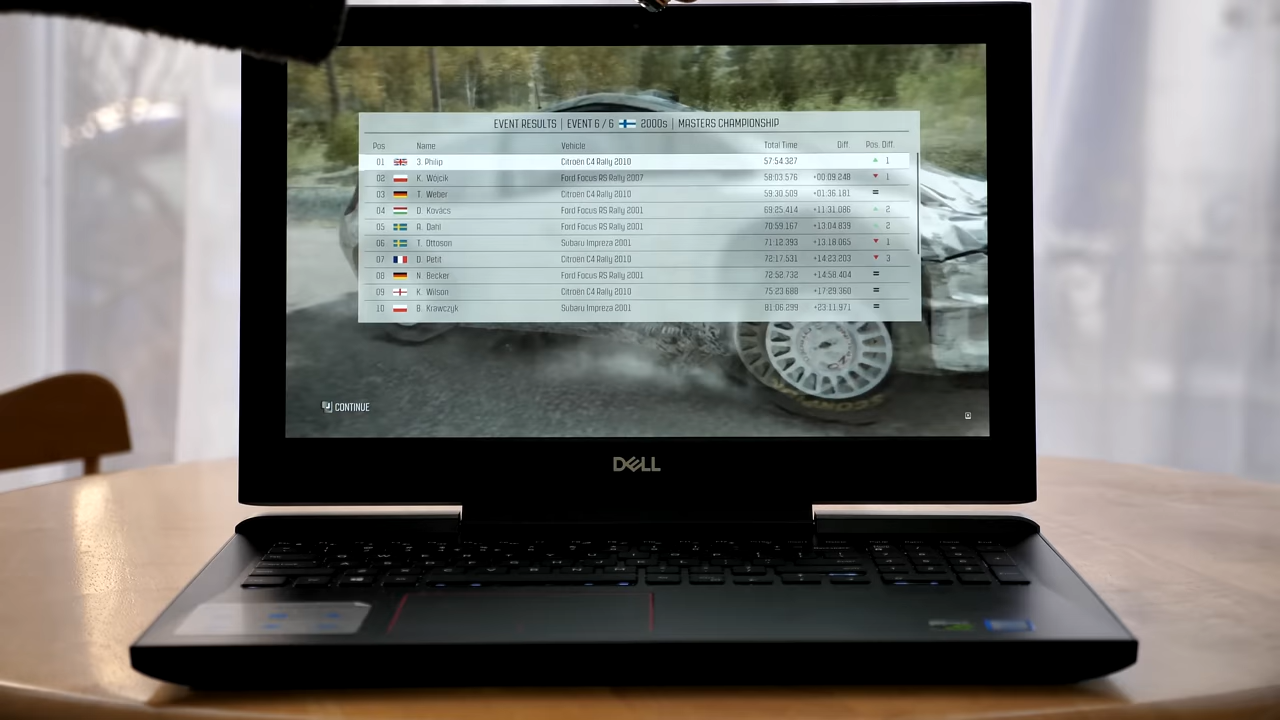 EVENT RESULTS | EVENT 6 / 6 2000s | MASTERS CHAMPIONSHIP
Pos Name Vehicle Total Time Diff Pos. Diff.
01 J. Philip Citroën C4 Rally 2010 57:54.327 1
02 K. Wójcik Ford Focus RS Rally 2007 58:03.576 +00:09.248 1
03 T. Weber Citroën C4 Rally 2010 59:30.509 +01:36.181 =
04 D. Kovács Ford Focus RS Rally 2001 69:25.414 +11:31.086 2
05 A. Dahl Ford Focus RS Rally 2001 70:59.167 +13:04.839 2
06 T. Ottoson Subaru Impreza 2001 71:12.393 +13:18.065 1
07 D. Petit Citroën C4 Rally 2010 72:17.531 +14:23.203 3
08 N. Becker Ford Focus RS Rally 2001 72:52.732 +14:58.404 =
09 K. Wilson Citroën C4 Rally 2010 75:23.688 +17:29.360 =
10 B. Krawczyk Subaru Impreza 2001 81:06.299 +23:11.971 =
CONTINUE
DELL